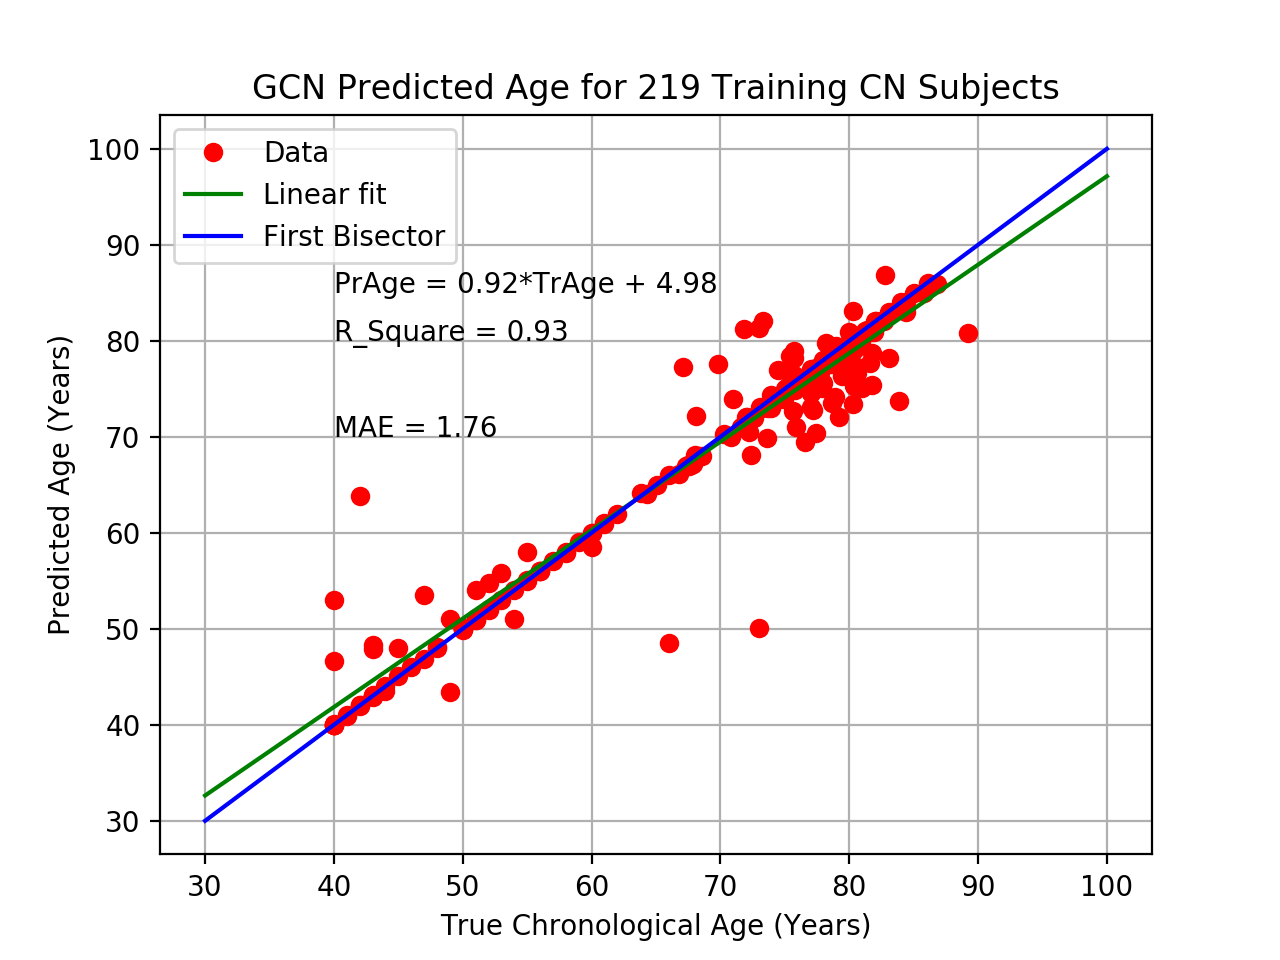 GCN Predicted Age for 219 Training CN Subjects
Data
Linear fit
First Bisector
PrAge = 0.92*TrAge + 4.98
R_Square = 0.93
MAE = 1.76
Predicted Age (Years)
100
90
80
70
60
50
40
30
30 40 50 60 70 80 90 100
True Chronological Age (Years)